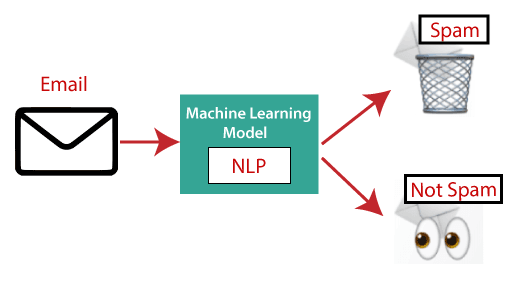 Email
Machine Learning
Model
NLP
Spam
Not Spam